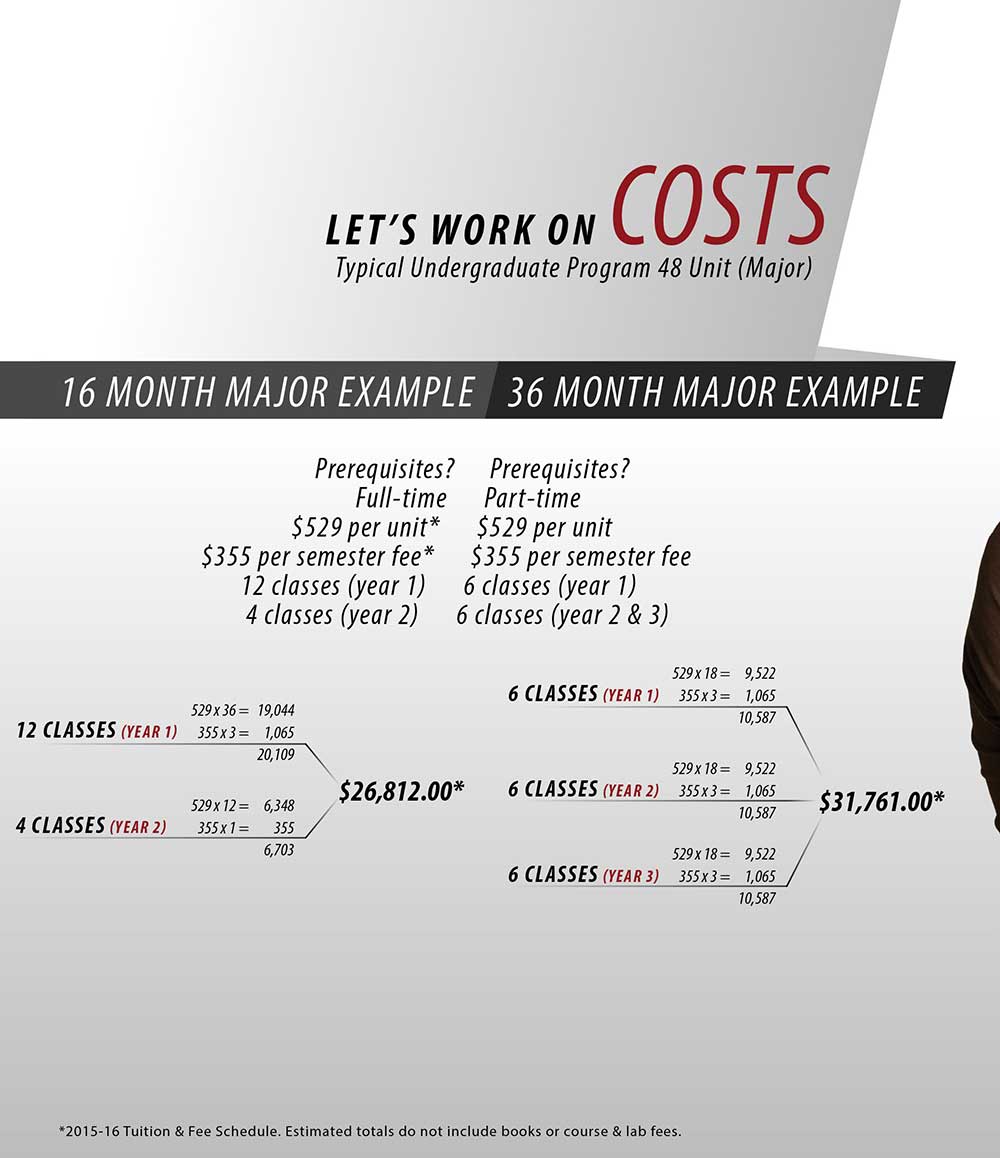 LET'S WORK ON COSTS
Typical Undergraduate Program 48 Unit (Major)
16 MONTH MAJOR EXAMPLE
36 MONTH MAJOR EXAMPLE
Prerequisites?
Full-time
$529 per unit*
$355 per semester fee*
12 classes (year 1)
4 classes (year 2)
Prerequisites?
Part-time
$529 per unit
$355 per semester fee
6 classes (year 1)
6 classes (year 2 & 3)
529 x 36 = 19,044
12 CLASSES (YEAR 1) 355 x 3 = 1,065
20,109
529 x 12 = 6,348
4 CLASSES (YEAR 2) 355 x 1 = 355
6,703
$26,812.00*
529 x 18 = 9,522
6 CLASSES (YEAR 1) 355 x 3 = 1,065
10,587
529 x 18 = 9,522
6 CLASSES (YEAR 2) 355 x 3 = 1,065
10,587
529 x 18 = 9,522
6 CLASSES (YEAR 3) 355 x 3 = 1,065
10,587
$31,761.00*
*2015-16 Tuition & Fee Schedule. Estimated totals do not include books or course & lab fees.